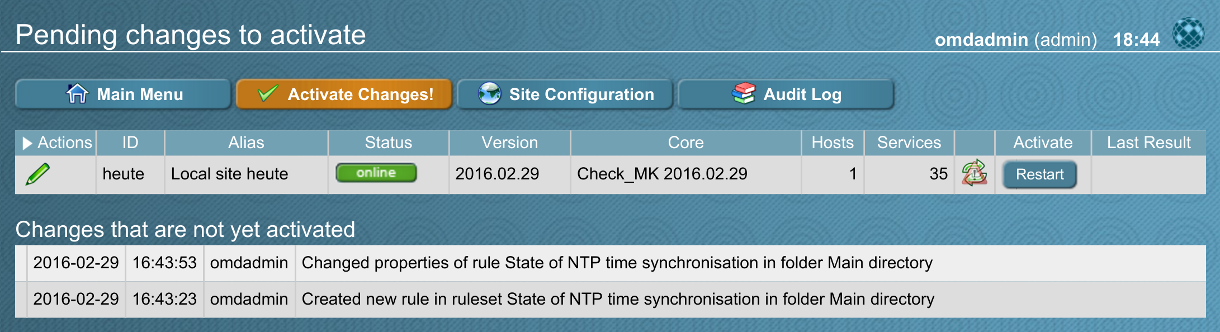 Pending changes to activate
omdadmin (admin) 18:44
Main Menu Activate Changes! Site Configuration Audit Log
Actions ID Alias Status Version Core Hosts Services Activate Last Result
heute Local site heute online 2016.02.29 Check_MK 2016.02.29 1 35 Restart
Changes that are not yet activated
2016-02-29 16:43:53 omdadmin Changed properties of rule State of NTP time synchronisation in folder Main directory
2016-02-29 16:43:23 omdadmin Created new rule in ruleset State of NTP time synchronisation in folder Main directory